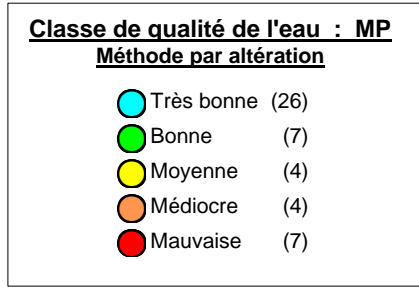 Classe de qualité de l'eau : MP
Méthode par altération
Très bonne (26)
Bonne (7)
Moyenne (4)
Médiocre (4)
Mauvaise (7)